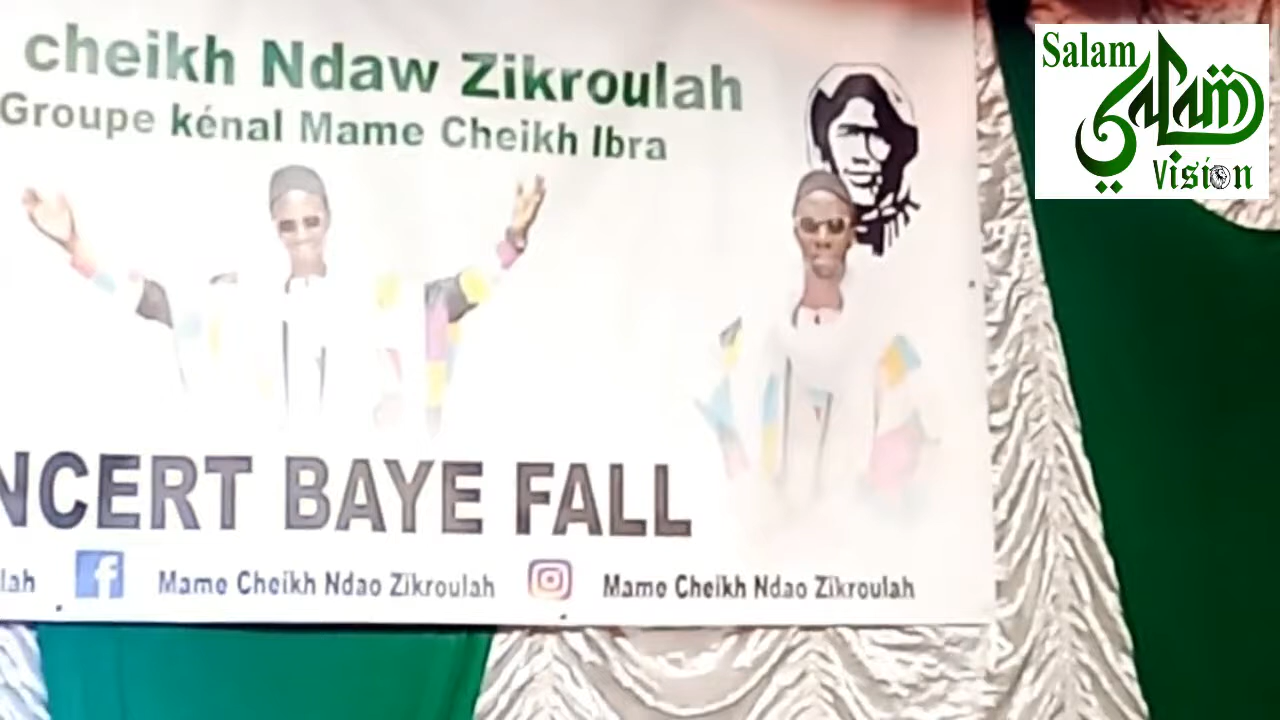 cheikh Ndaw Zikroulah
Groupe kénal Mame Cheikh Ibra
NCERT BAYE FALL
lah
Mame Cheikh Ndao Zikroulah
Mame Cheikh Ndao Zikroulah
Salam
Vision